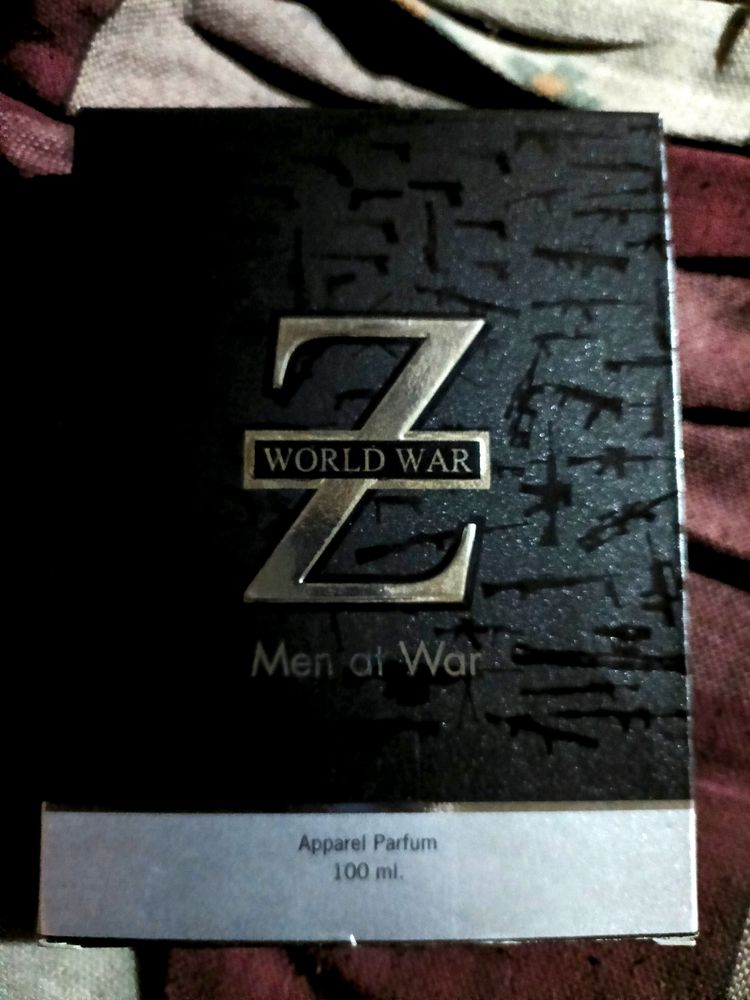 Z
WORLD WAR
Men at War
Apparel Parfum
100 ml.